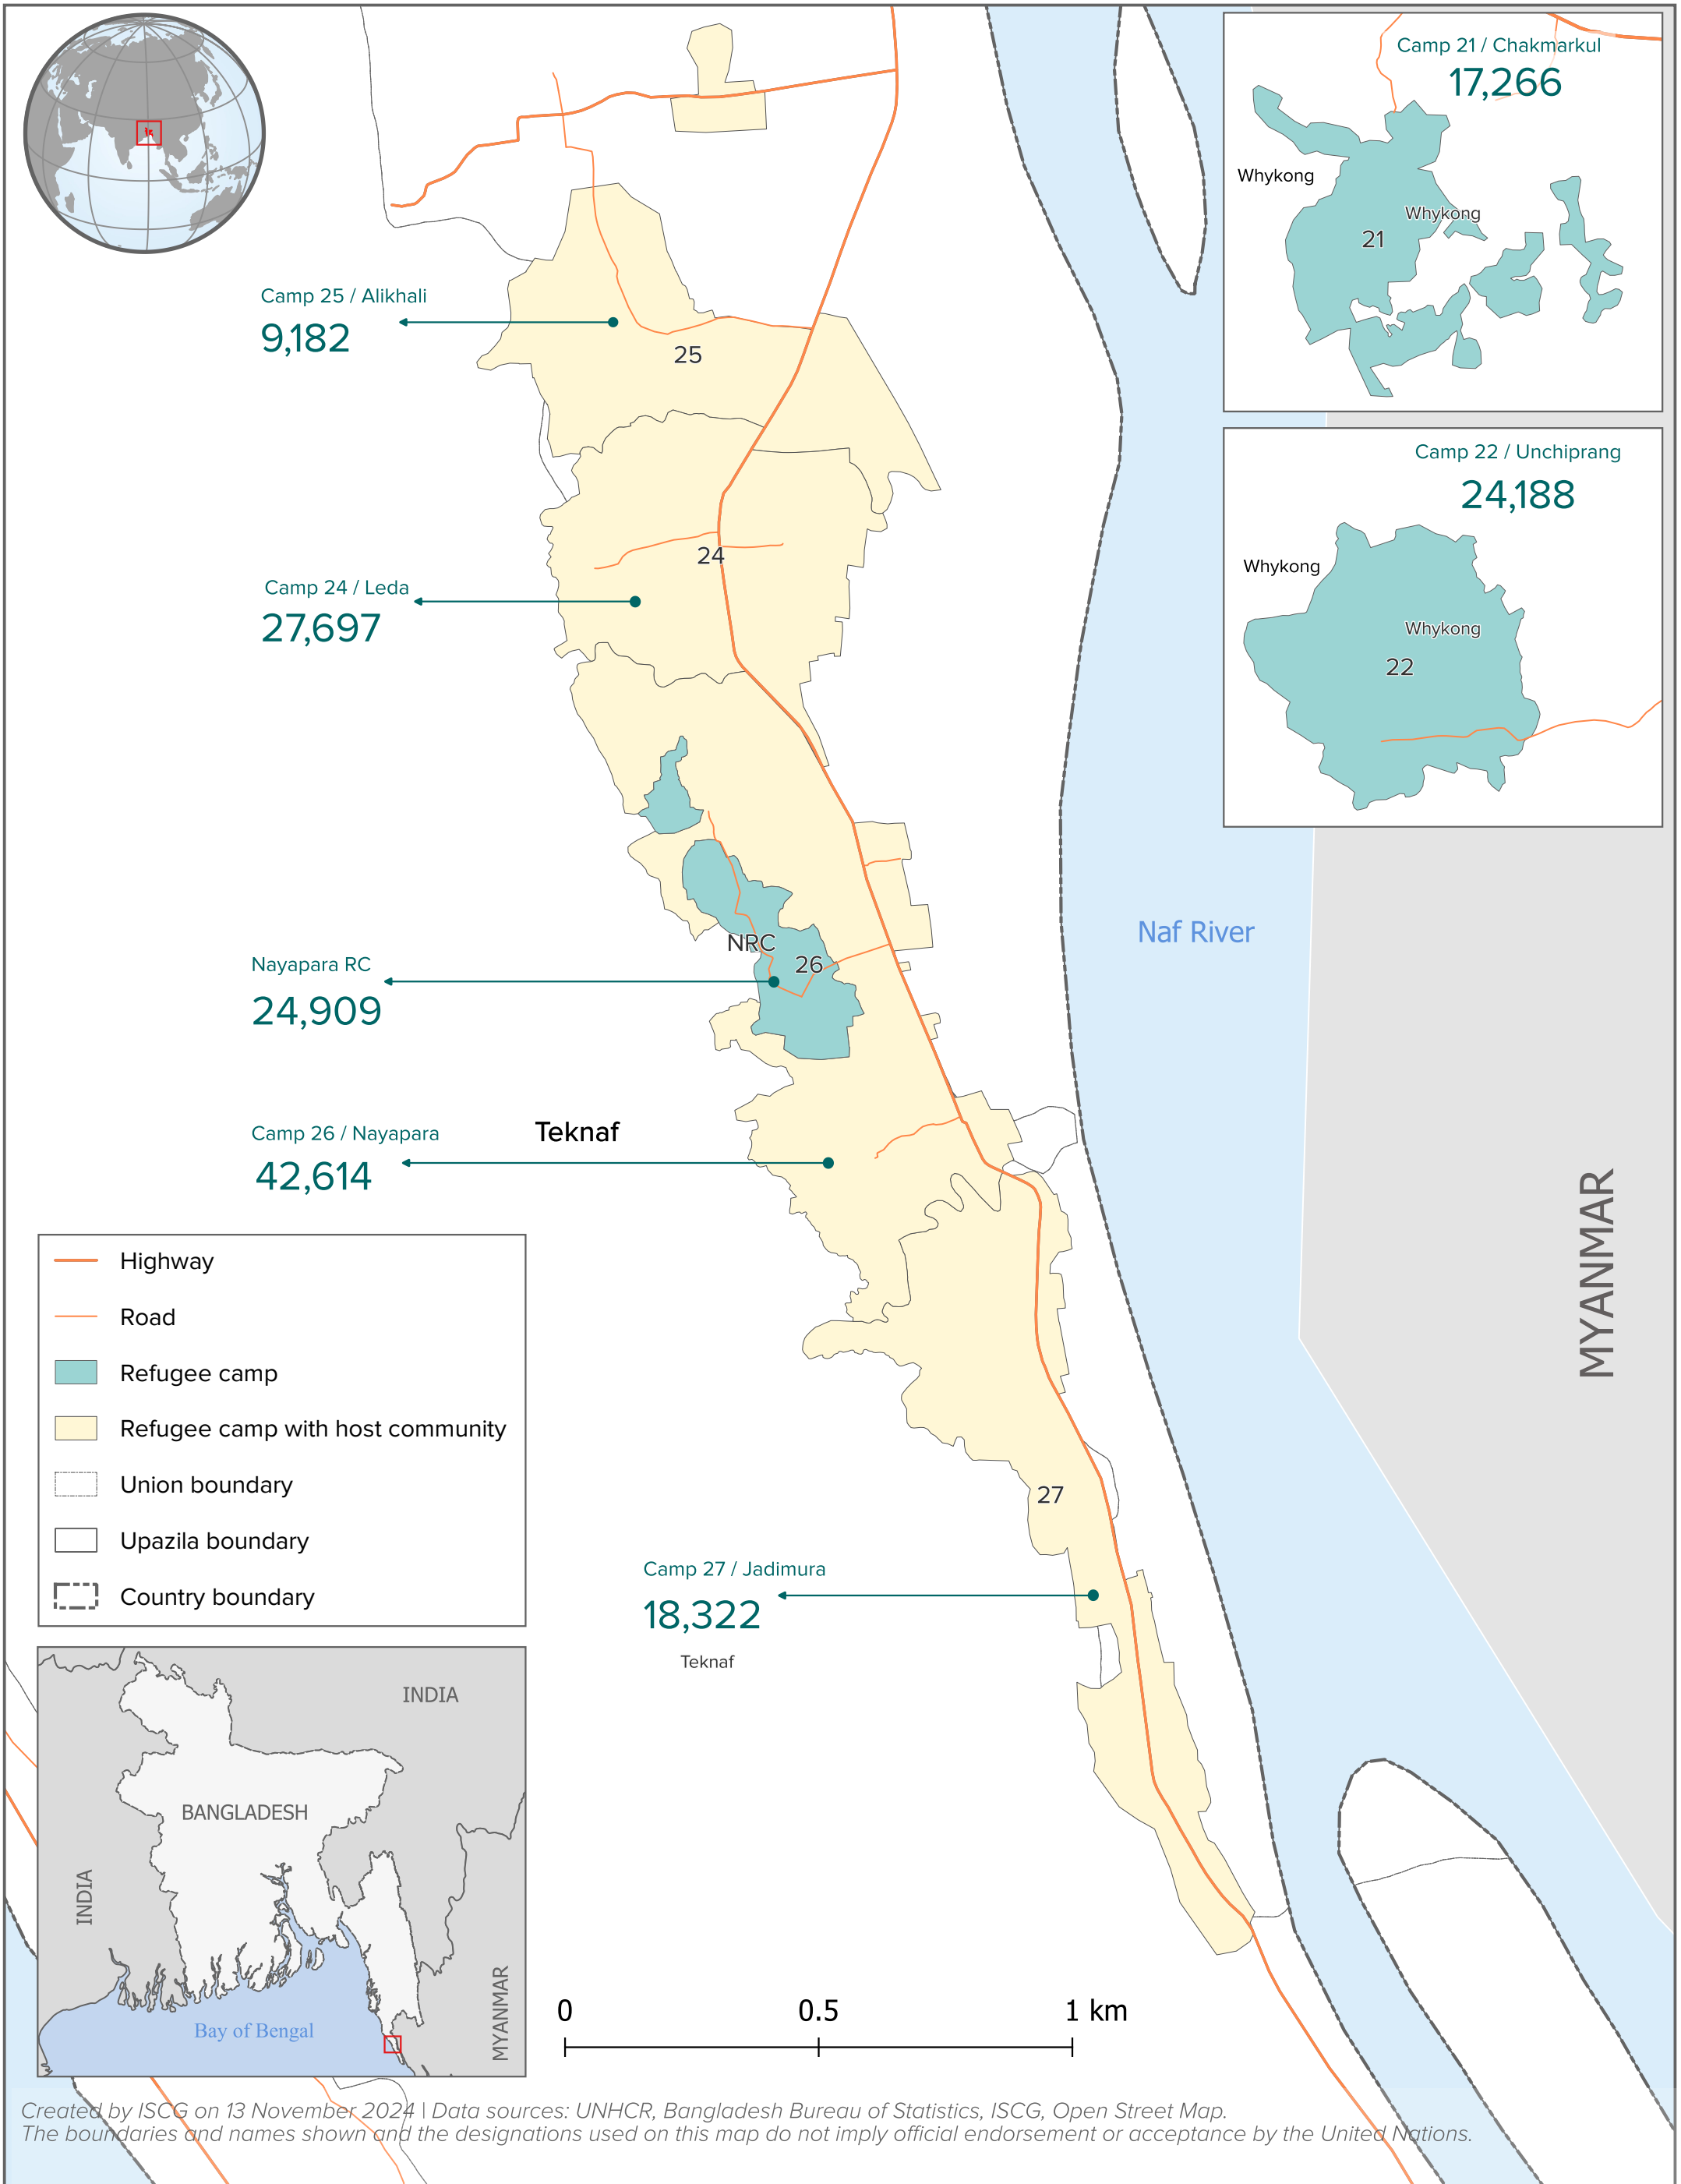 Camp 21 / Chakmarkul
17,266
Whykong
Whykong
21
Camp 25 / Alikhali
9,182
25
Camp 22 / Unchiprang
24,188
Whykong
Whykong
22
24
Camp 24 / Leda
27,697
Naf River
NRC
26
Nayapara RC
24,909
Camp 26 / Nayapara
42,614
Teknaf
MYANMAR
Highway
Road
Refugee camp
Refugee camp with host community
Union boundary
Upazila boundary
Country boundary
27
Camp 27 / Jadimura
18,322
Teknaf
INDIA
BANGLADESH
INDIA
MYANMAR
Bay of Bengal
0 0.5 1 km
Created by ISCG on 13 November 2024 | Data sources: UNHCR, Bangladesh Bureau of Statistics, ISCG, Open Street Map.
The boundaries and names shown and the designations used on this map do not imply official endorsement or acceptance by the United Nations.